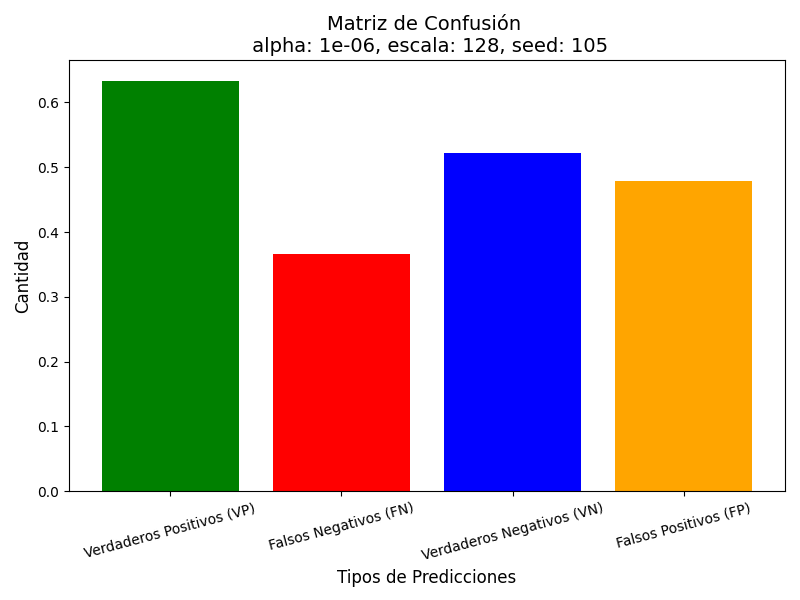 Matriz de Confusión
alpha: 1e-06, escala: 128, seed: 105
Cantidad
0.6
0.5
0.4
0.3
0.2
0.1
0.0
Verdaderos Positivos (VP)
Falsos Negativos (FN)
Verdaderos Negativos (VN)
Falsos Positivos (FP)
Tipos de Predicciones